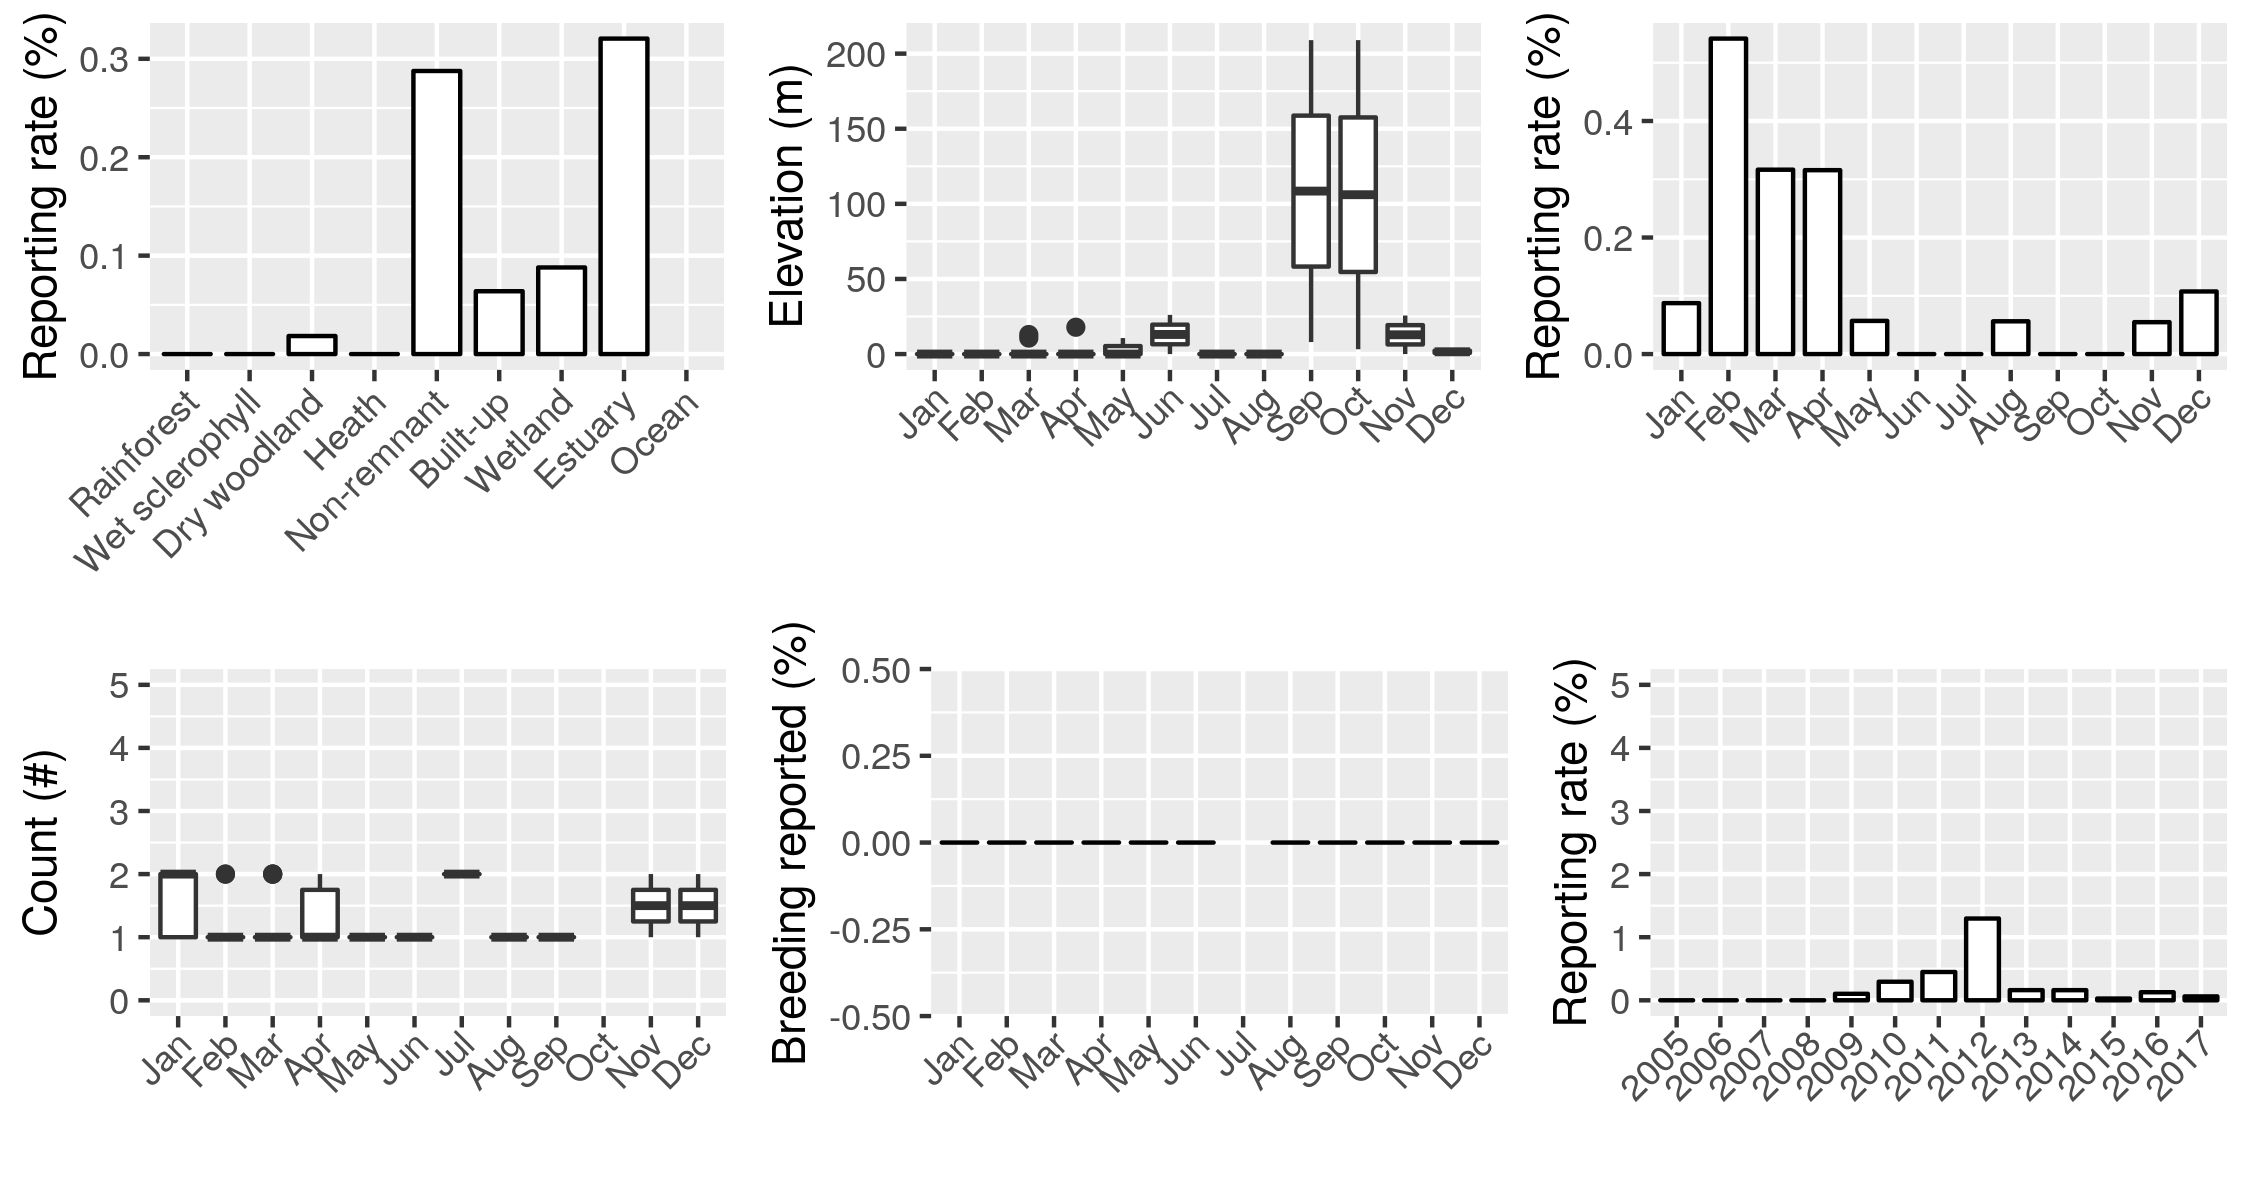 Reporting rate (%)
0.3
0.2
0.1
0.0
Rainforest
Wet sclerophyll
Dry woodland
Heath
Non-remnant
Built-up
Wetland
Estuary
Ocean
Elevation (m)
200
150
100
50
0
Jan
Feb
Mar
Apr
May
Jun
Jul
Aug
Sep
Oct
Nov
Dec
Reporting rate (%)
0.4
0.2
0.0
Jan
Feb
Mar
Apr
May
Jun
Jul
Aug
Sep
Oct
Nov
Dec
Count (#)
5
4
3
2
1
0
Jan
Feb
Mar
Apr
May
Jun
Jul
Aug
Sep
Oct
Nov
Dec
Breeding reported (%)
0.50
0.25
0.00
-0.25
-0.50
Jan
Feb
Mar
Apr
May
Jun
Jul
Aug
Sep
Oct
Nov
Dec
Reporting rate (%)
5
4
3
2
1
0
2005
2006
2007
2008
2009
2010
2011
2012
2013
2014
2015
2016
2017